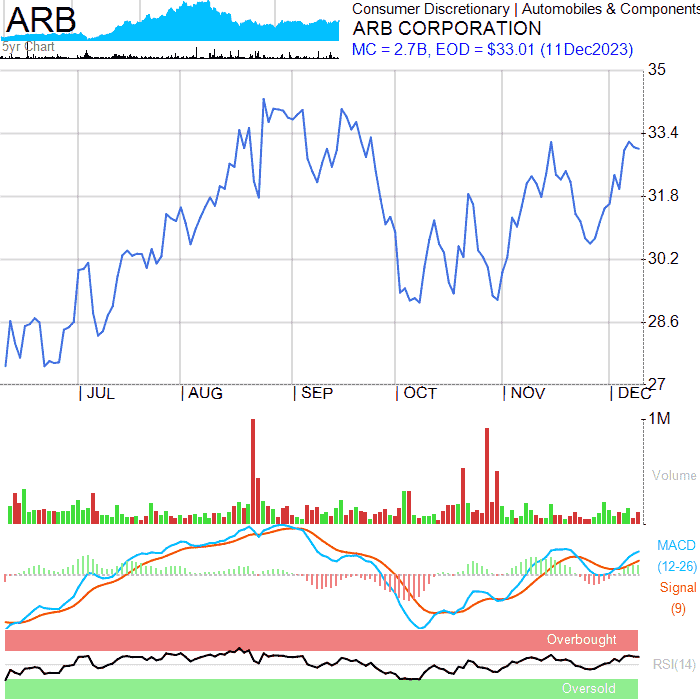 ARB
5yr Chart
Consumer Discretionary | Automobiles & Components
ARB CORPORATION
MC = 2.7B, EOD = $33.01 (11Dec2023)
35
33.4
31.8
30.2
28.6
27
| JUL | AUG | SEP | OCT | NOV | DEC
1M
Volume
MACD
(12-26)
Signal
(9)
Overbought
RSI(14)
Oversold